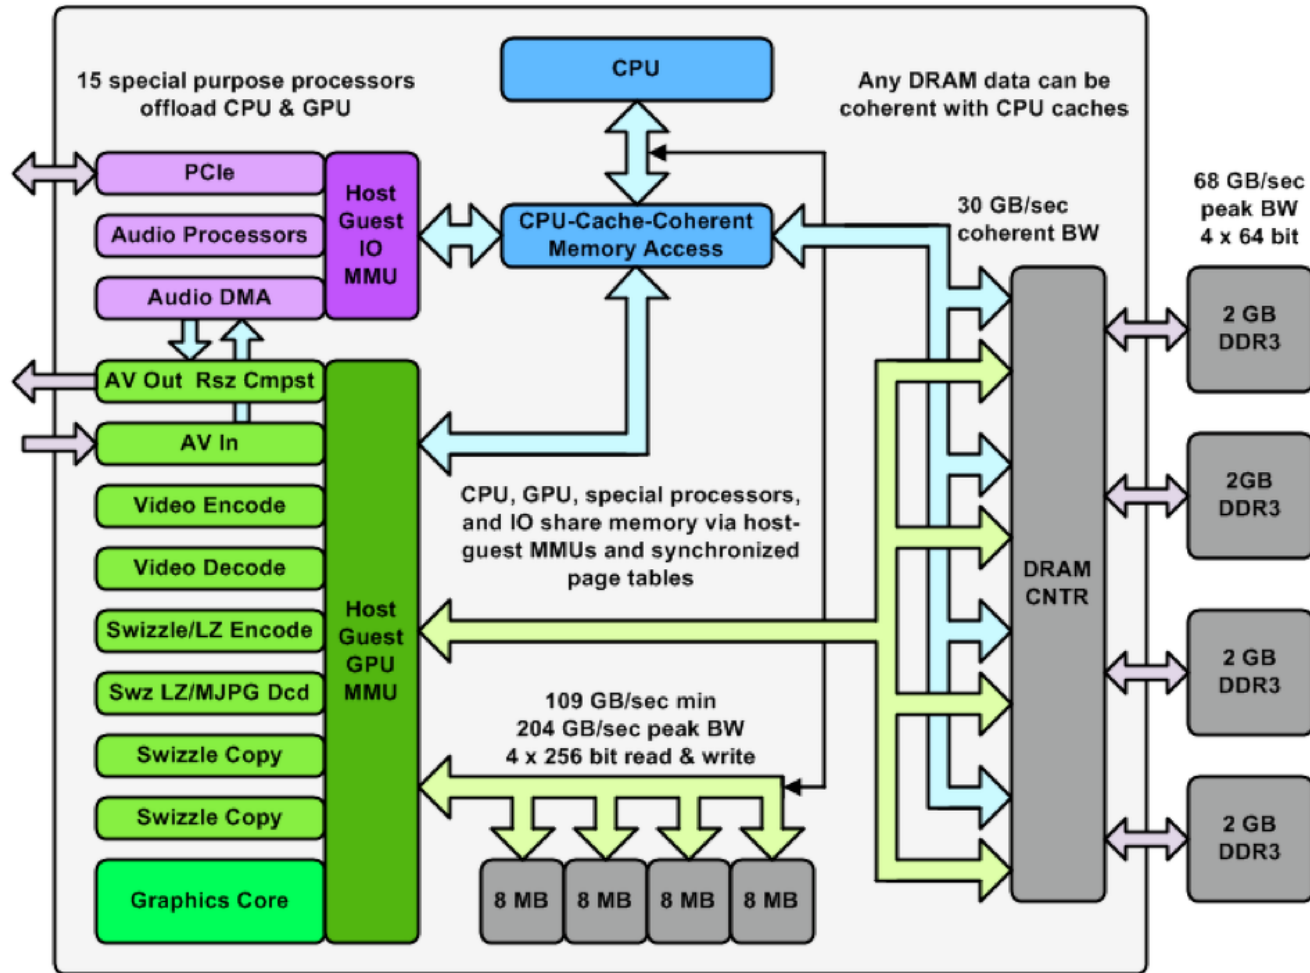 CPU
15 special purpose processors
offload CPU & GPU
Any DRAM data can be
coherent with CPU caches
PCIe
Audio Processors
Audio DMA
Host
Guest
IO
MMU
CPU-Cache-Coherent
Memory Access
30 GB/sec
coherent BW
68 GB/sec
peak BW
4 x 64 bit
AV Out Rsz Cmpst
AV In
Video Encode
Video Decode
Swizzle/LZ Encode
Swz LZ/MJPG Dcd
Swizzle Copy
Swizzle Copy
Graphics Core
Host
Guest
GPU
MMU
CPU, GPU, special processors,
and IO share memory via host-
guest MMUs and synchronized
page tables
109 GB/sec min
204 GB/sec peak BW
4 x 256 bit read & write
8 MB
8 MB
8 MB
8 MB
DRAM
CNTR
2 GB
DDR3
2GB
DDR3
2 GB
DDR3
2 GB
DDR3